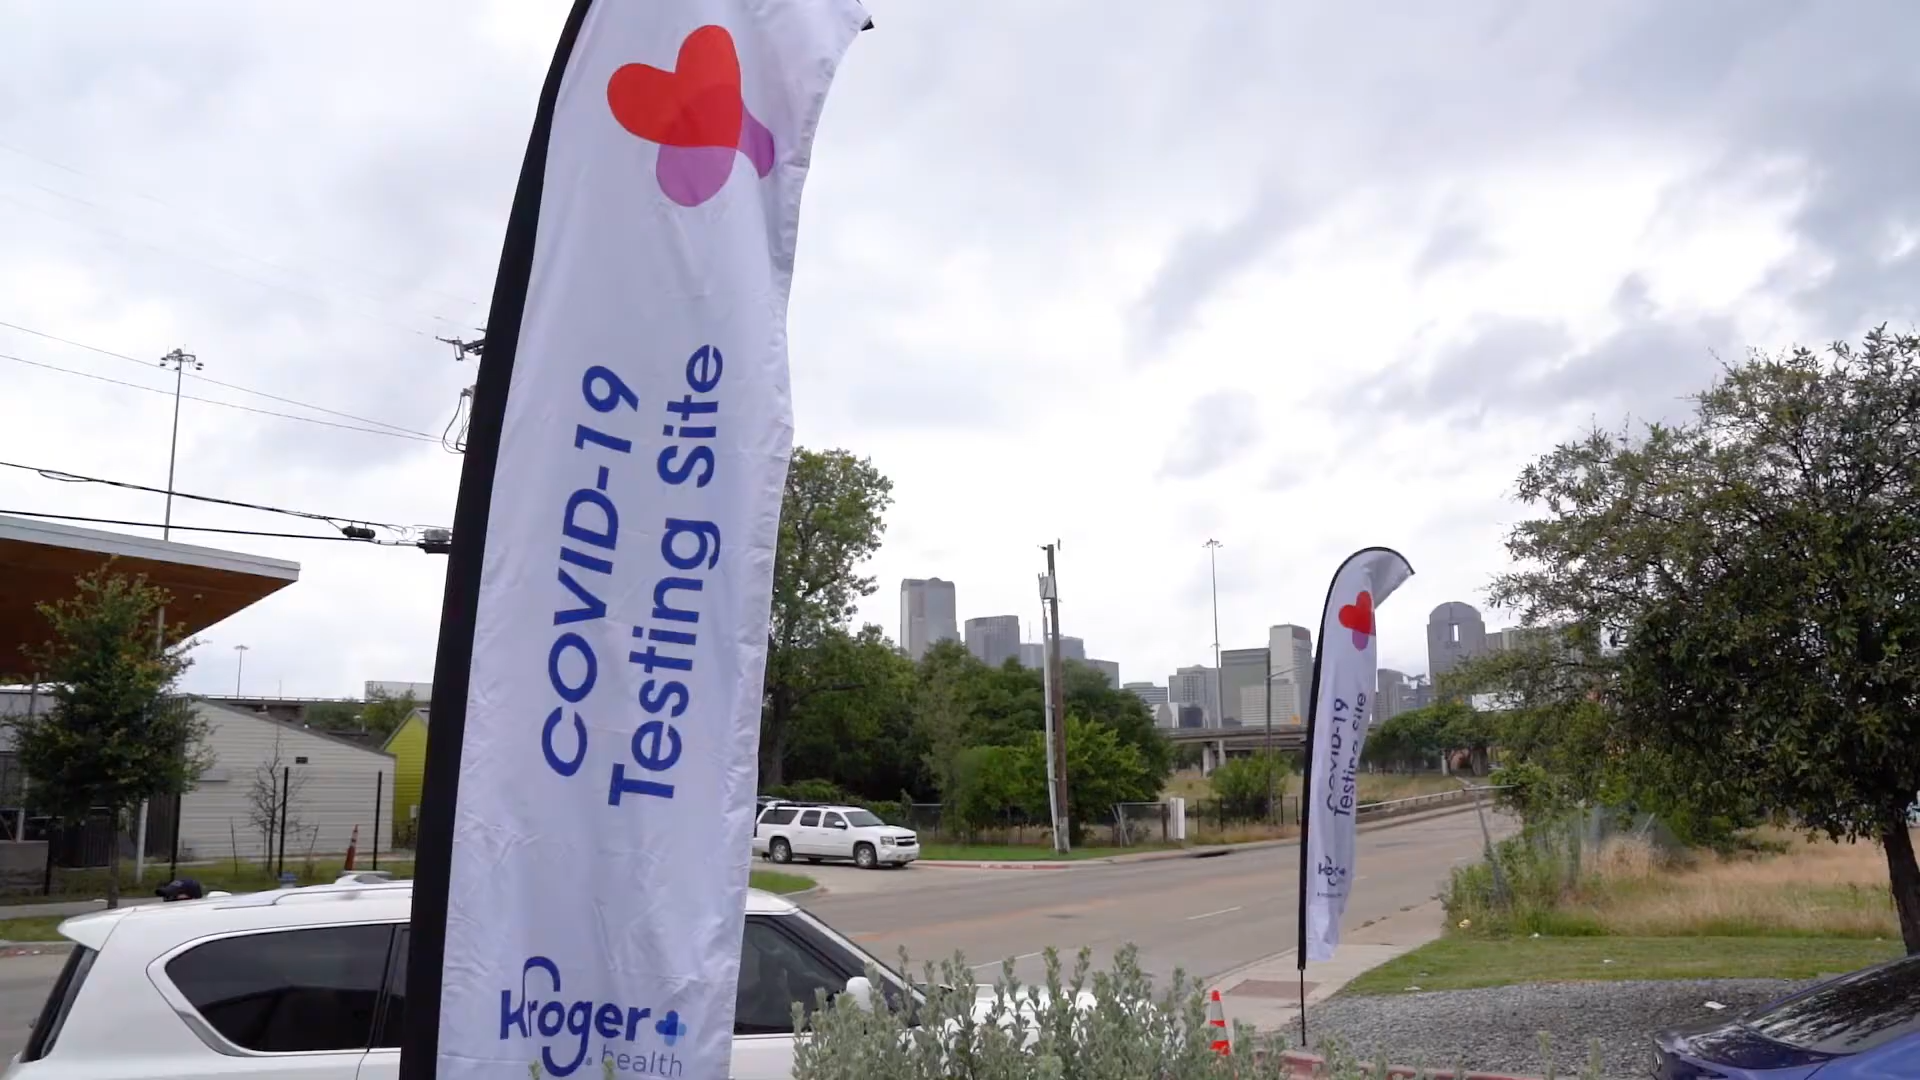 COVID-19
Testing Site
Kroger
health
COVID-19
Testing Site